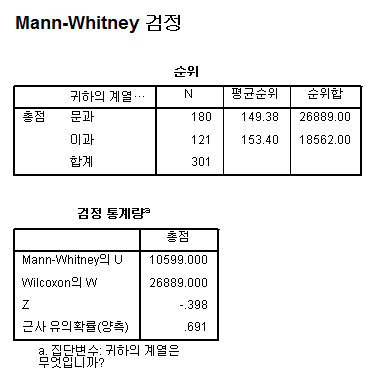 Mann-Whitney 검정
순위
귀하의 계열… N 평균순위 순위합
총점 문과 180 149.38 26889.00
이과 121 153.40 18562.00
합계 301
검정 통계량a
총점
Mann-Whitney의 U 10599.000
Wilcoxon의 W 26889.000
Z -.398
근사 유의확률(양측) .691
a. 집단변수: 귀하의 계열은
무엇입니까?